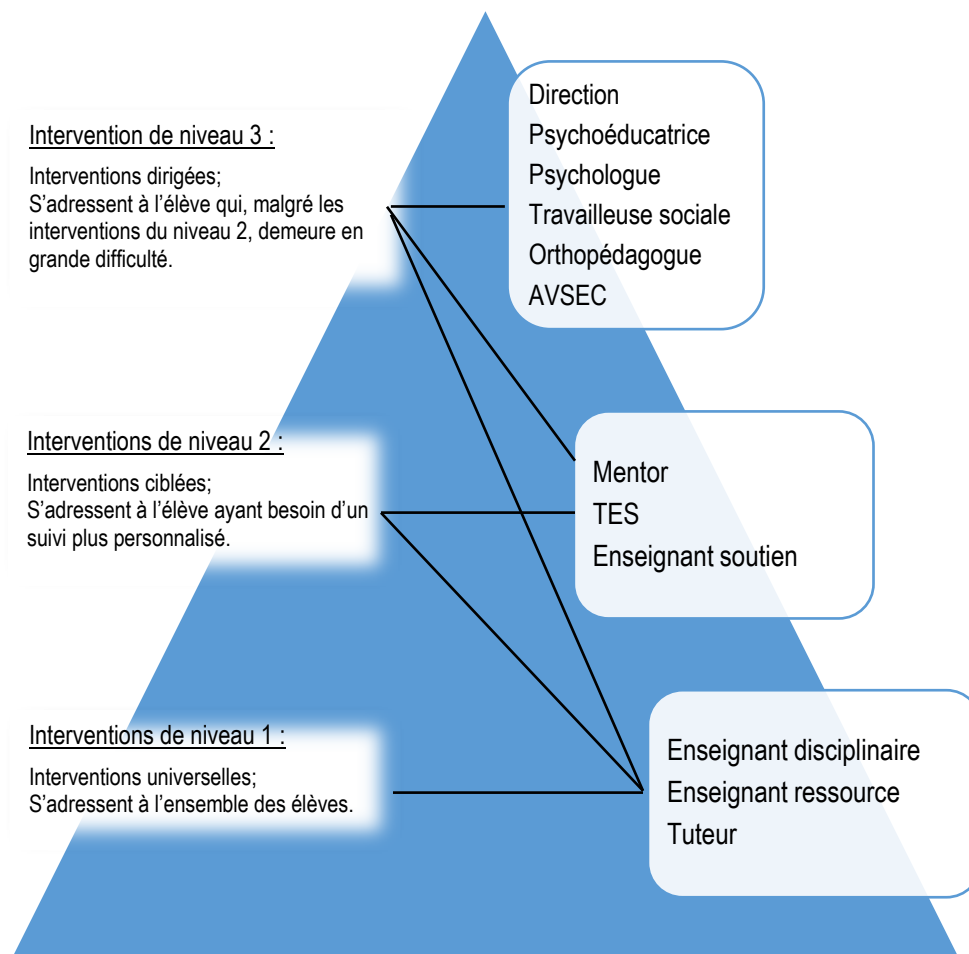 Intervention de niveau 3 :
Interventions dirigées;
S’adressent à l’élève qui, malgré les
interventions du niveau 2, demeure en
grande difficulté.
Direction
Psychoéducatrice
Psychologue
Travailleuse sociale
Orthopédagogue
AVSEC
Interventions de niveau 2 :
Interventions ciblées;
S’adressent à l’élève ayant besoin d’un
suivi plus personnalisé.
Mentor
TES
Enseignant soutien
Interventions de niveau 1 :
Interventions universelles;
S’adressent à l’ensemble des élèves.
Enseignant disciplinaire
Enseignant ressource
Tuteur